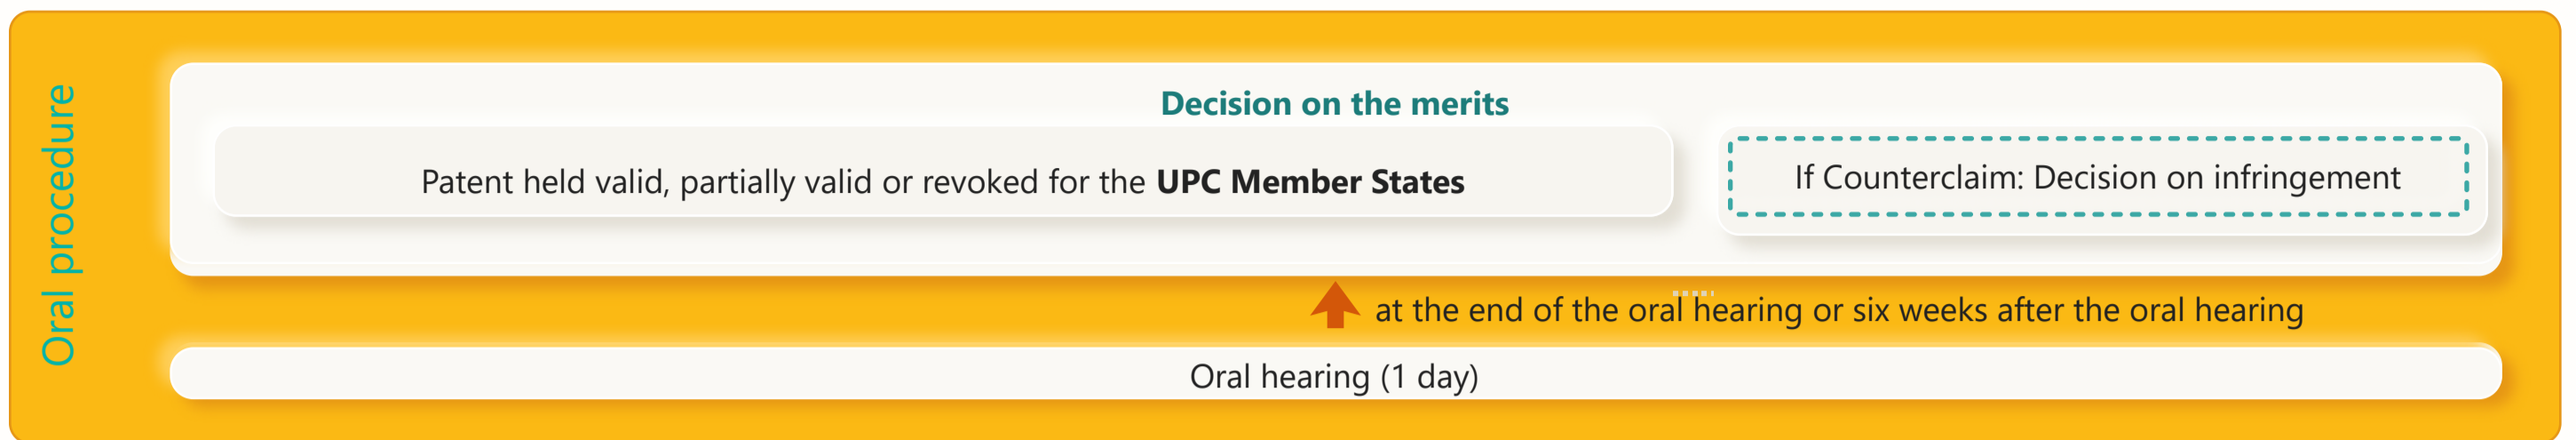 Oral procedure
Decision on the merits
Patent held valid, partially valid or revoked for the UPC Member States
If Counterclaim: Decision on infringement
at the end of the oral hearing or six weeks after the oral hearing
Oral hearing (1 day)